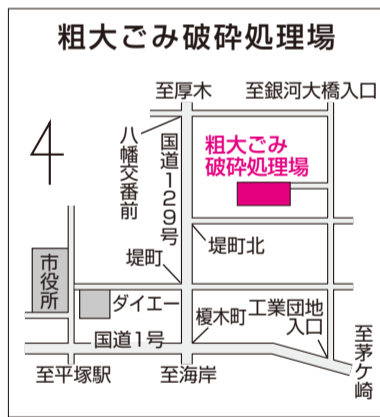 粗大ごみ破砕処理場
至厚木
至銀河大橋入口
八幡交番前
国道129号
粗大ごみ
破砕処理場
堤町北
堤町
市役所
ダイエー
榎木町
工業団地
入口
国道1号
至茅ケ崎
至平塚駅
至海岸